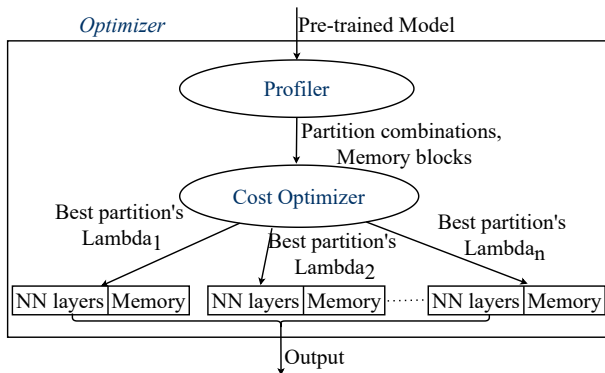 Optimizer
Pre-trained Model
Profiler
Partition combinations,
Memory blocks
Cost Optimizer
Best partition's
Lambda1
Best partition's
Lambda2
Best partition's
Lambdan
NN layers Memory
NN layers Memory
NN layers Memory
Output